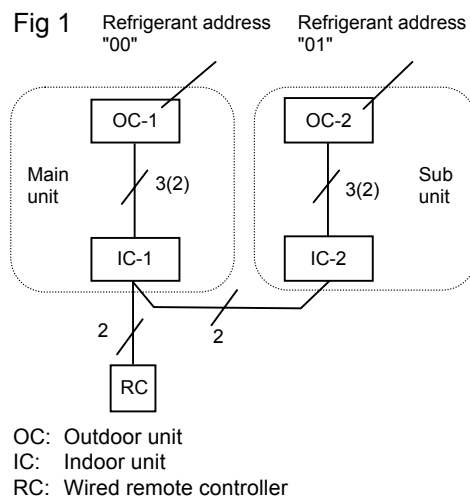 Fig 1
Refrigerant address
"00"
Refrigerant address
"01"
OC-1
OC-2
Main
unit
3(2)
3(2)
Sub
unit
IC-1
IC-2
2
2
RC
OC: Outdoor unit
IC: Indoor unit
RC: Wired remote controller